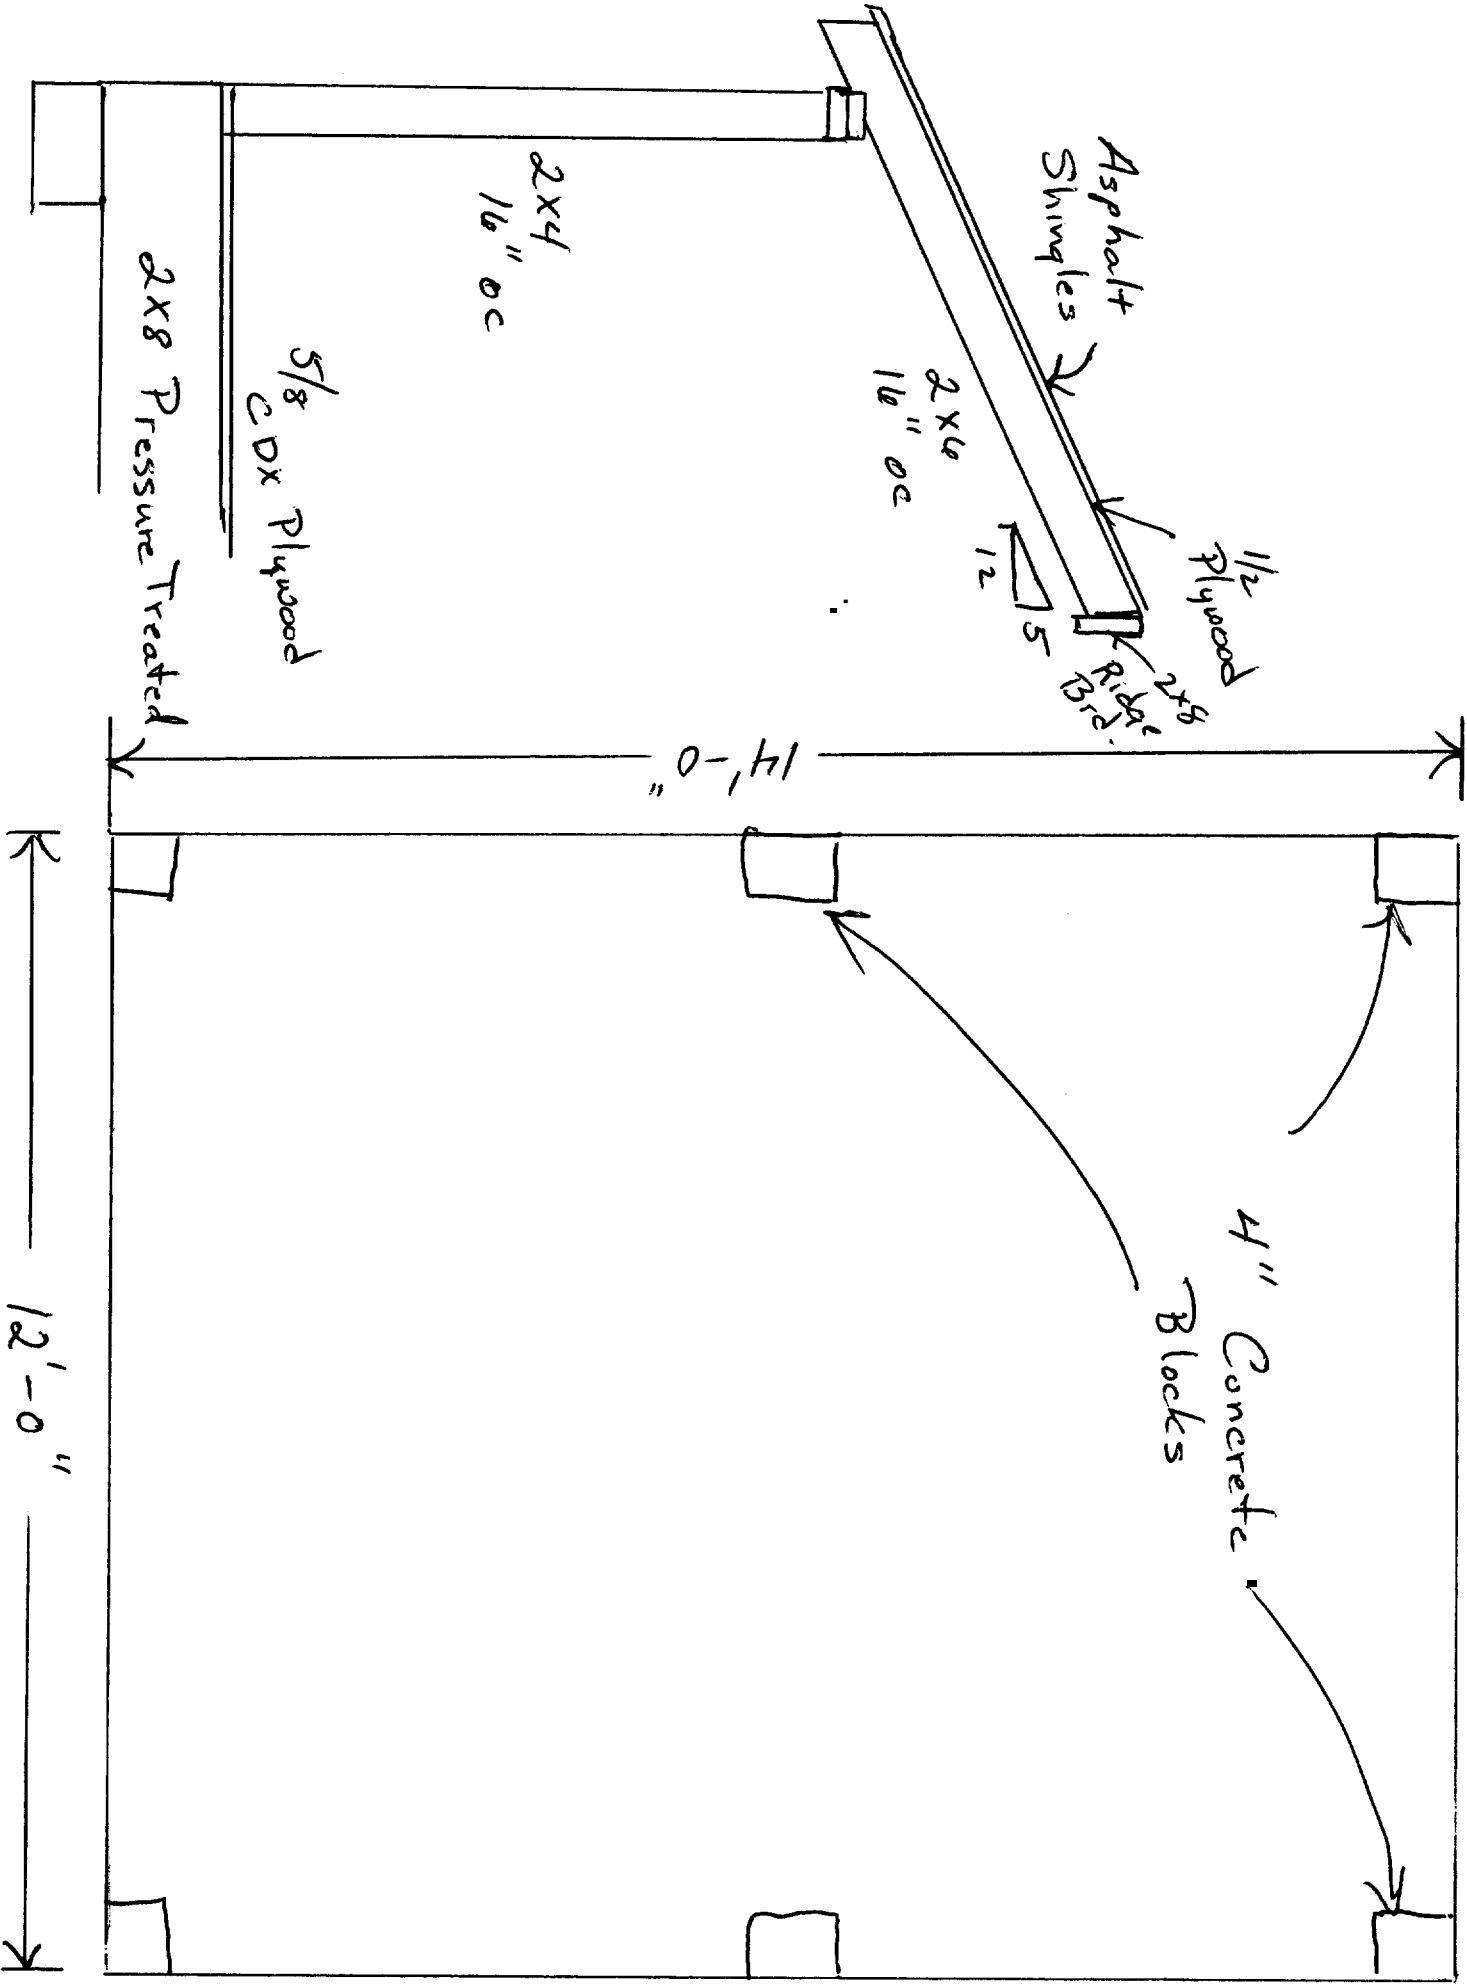 Asphalt
Shingles
1/2
Plywood
2x6
16" oc
12
5
2x8
Ridge
Brd.
2x4
16" oc
5/8
CDX Plywood
2x8 Pressure Treated
14'-0"
4" Concrete
Blocks
12'-0"